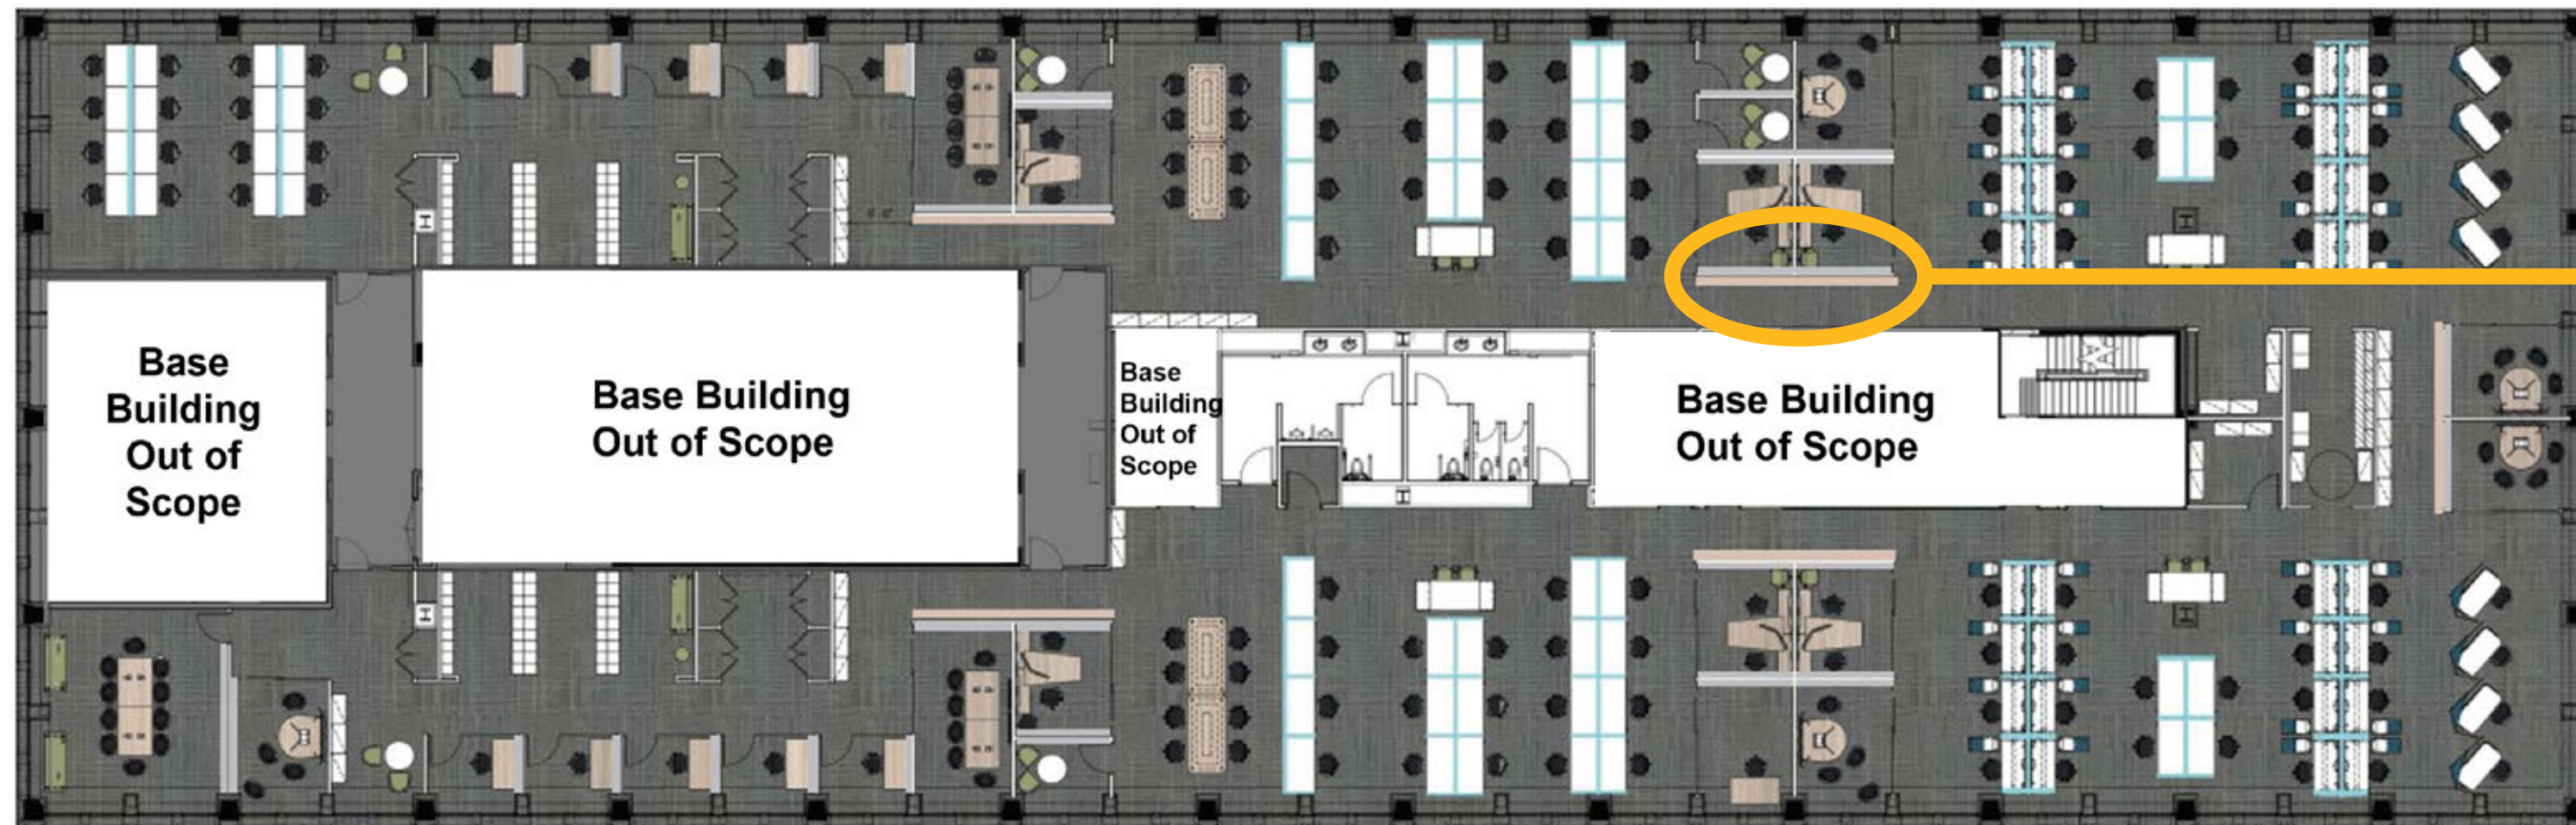 Base
Building
Out of
Scope
Base Building
Out of Scope
Base
Building
Out of
Scope
Base Building
Out of Scope